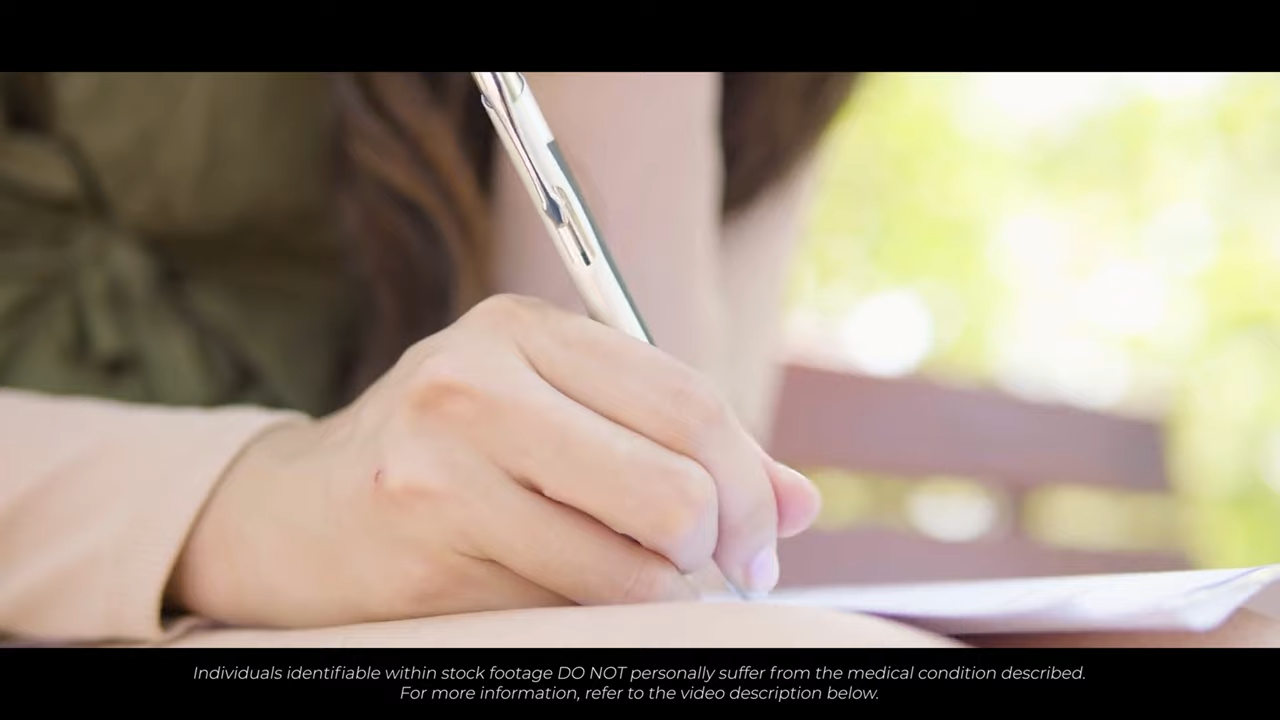 Individuals identifiable within stock footage DO NOT personally suffer from the medical condition described.
For more information, refer to the video description below.